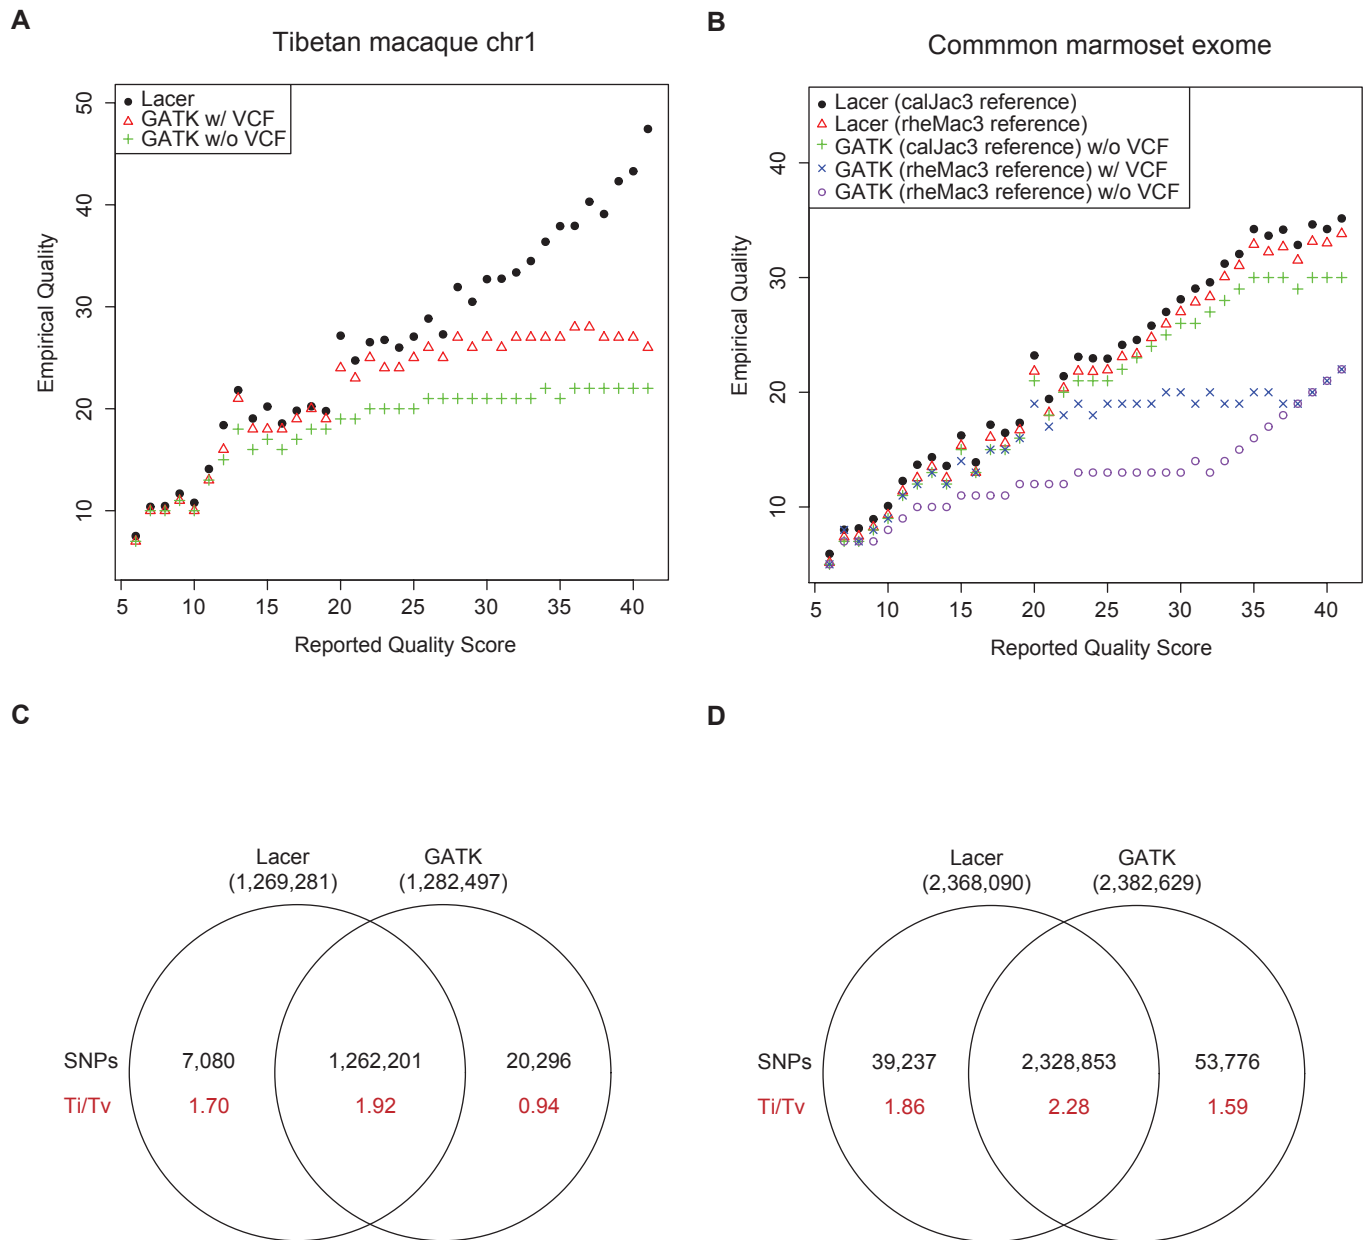 A
Tibetan macaque chr1
Lacer
GATK w/ VCF
GATK w/o VCF
50
40
30
20
10
Empirical Quality
5 10 15 20 25 30 35 40
Reported Quality Score
B
Commmon marmoset exome
Lacer (calJac3 reference)
Lacer (rheMac3 reference)
GATK (calJac3 reference) w/o VCF
GATK (rheMac3 reference) w/ VCF
GATK (rheMac3 reference) w/o VCF
40
30
20
10
Empirical Quality
5 10 15 20 25 30 35 40
Reported Quality Score
C
Lacer GATK
(1,269,281) (1,282,497)
SNPs 7,080 1,262,201 20,296
Ti/Tv 1.70 1.92 0.94
D
Lacer GATK
(2,368,090) (2,382,629)
SNPs 39,237 2,328,853 53,776
Ti/Tv 1.86 2.28 1.59